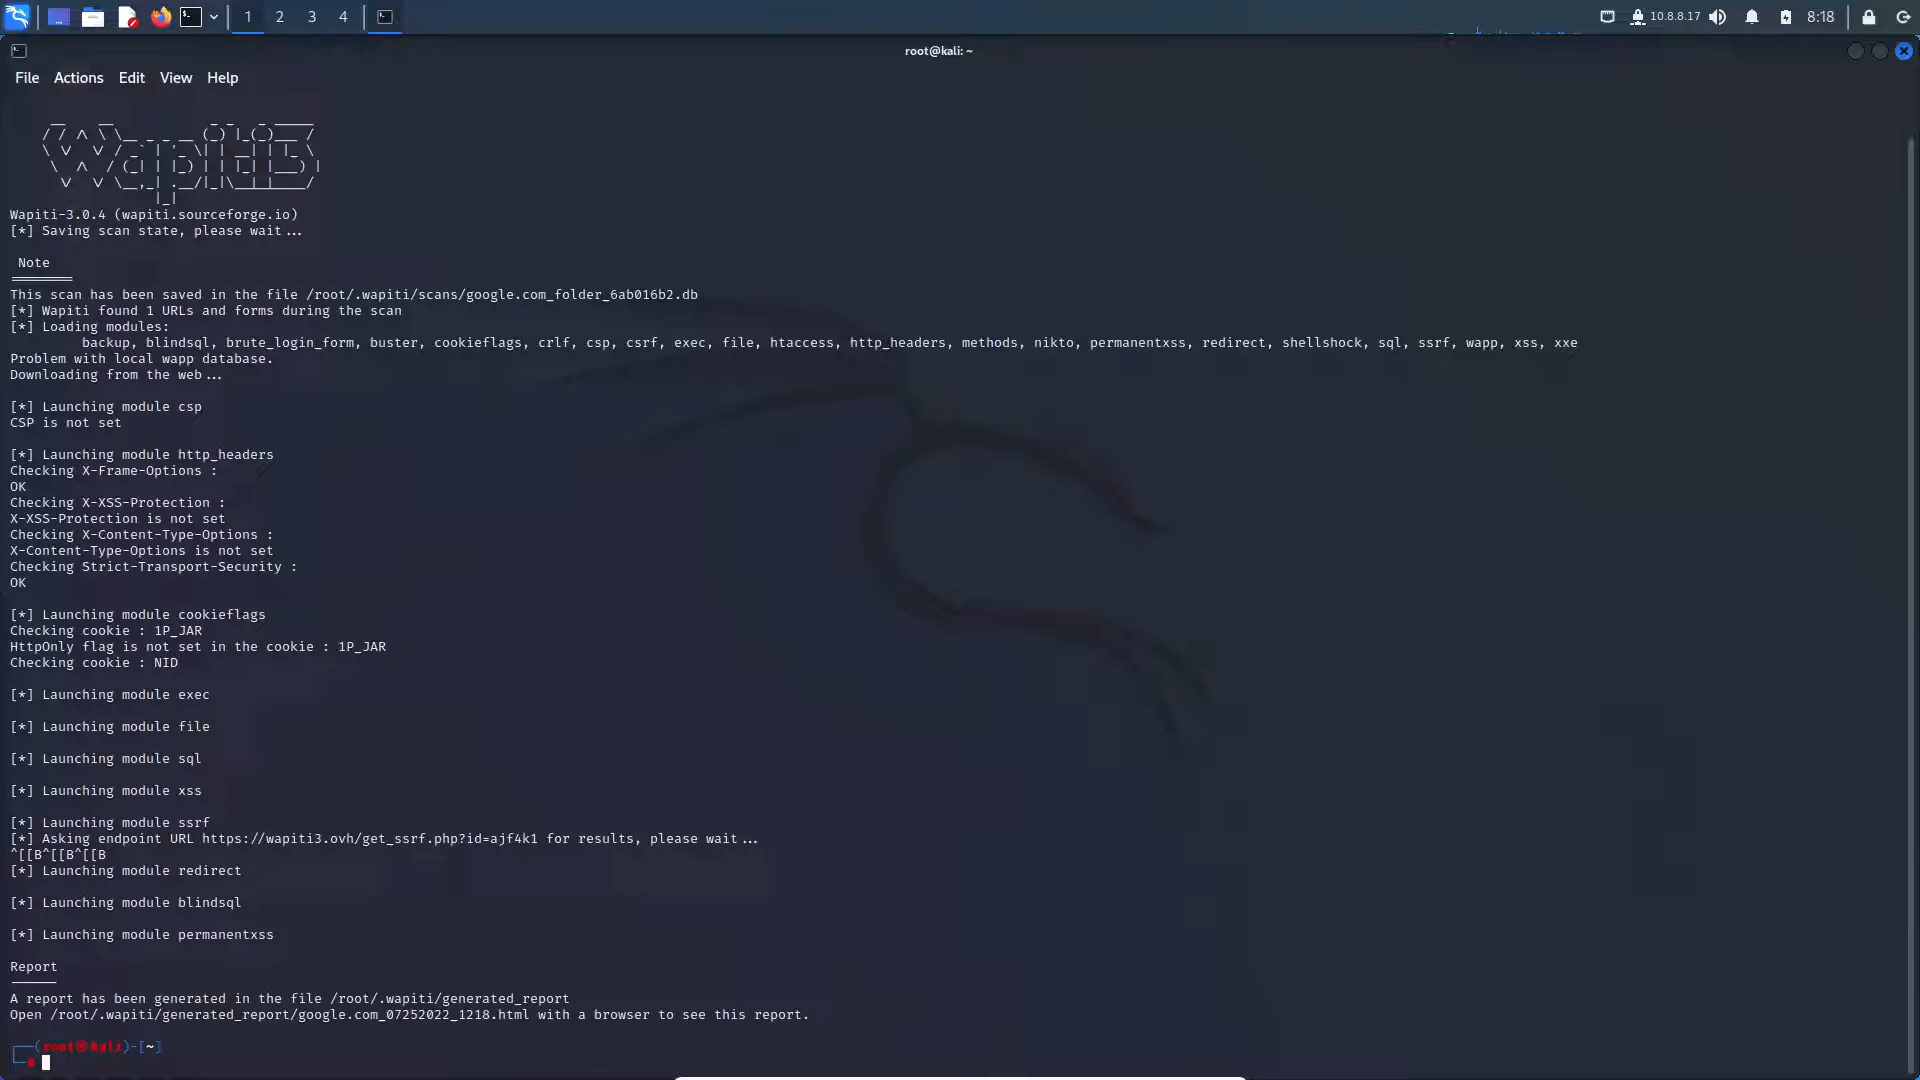 1 2 3 4
10.8.8.17
8:18
root@kali: ~
File Actions Edit View Help
Wapiti3
Wapiti-3.0.4 (wapiti.sourceforge.io)
[*] Saving scan state, please wait...
Note
This scan has been saved in the file /root/.wapiti/scans/google.com_folder_6ab016b2.db
[*] Wapiti found 1 URLs and forms during the scan
[*] Loading modules:
backup, blindsql, brute_login_form, buster, cookieflags, crlf, csp, csrf, exec, file, htaccess, http_headers, methods, nikto, permanentxss, redirect, shellshock, sql, ssrf, wapp, xss, xxe
Problem with local wapp database.
Downloading from the web...
[*] Launching module csp
CSP is not set
[*] Launching module http_headers
Checking X-Frame-Options :
OK
Checking X-XSS-Protection :
X-XSS-Protection is not set
Checking X-Content-Type-Options :
X-Content-Type-Options is not set
Checking Strict-Transport-Security :
OK
[*] Launching module cookieflags
Checking cookie : 1P_JAR
HttpOnly flag is not set in the cookie : 1P_JAR
Checking cookie : NID
[*] Launching module exec
[*] Launching module file
[*] Launching module sql
[*] Launching module xss
[*] Launching module ssrf
[*] Asking endpoint URL https://wapiti3.ovh/get_ssrf.php?id=ajf4k1 for results, please wait...
^[[B^[[B^[[B
[*] Launching module redirect
[*] Launching module blindsql
[*] Launching module permanentxss
Report
A report has been generated in the file /root/.wapiti/generated_report
Open /root/.wapiti/generated_report/google.com_07252022_1218.html with a browser to see this report.
┌──(root㉿kali)-[~]
└─#